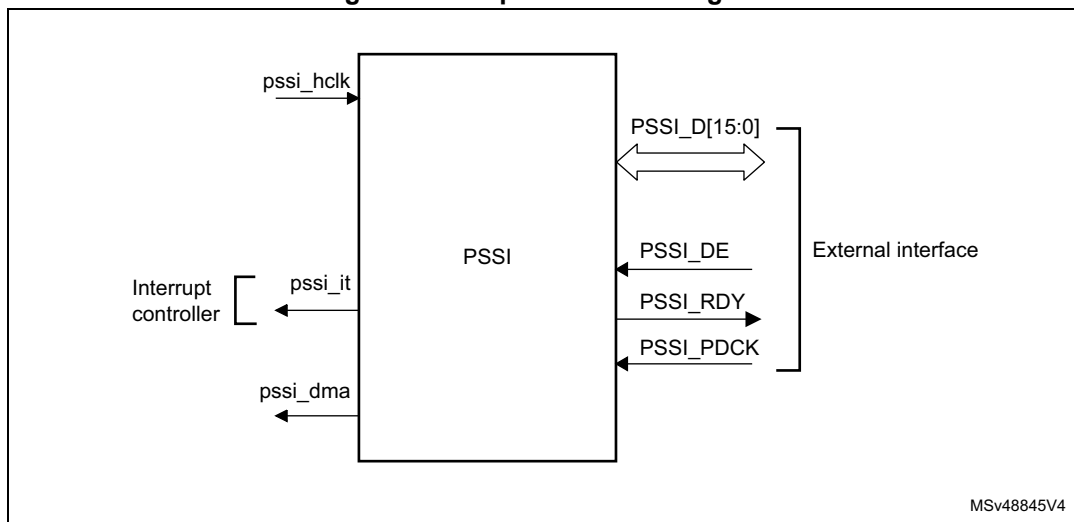 pssi_hclk
PSSI_D[15:0]
PSSI
PSSI_DE
External interface
Interrupt
controller
pssi_it
PSSI_RDY
PSSI_PDCK
pssi_dma
MSv48845V4